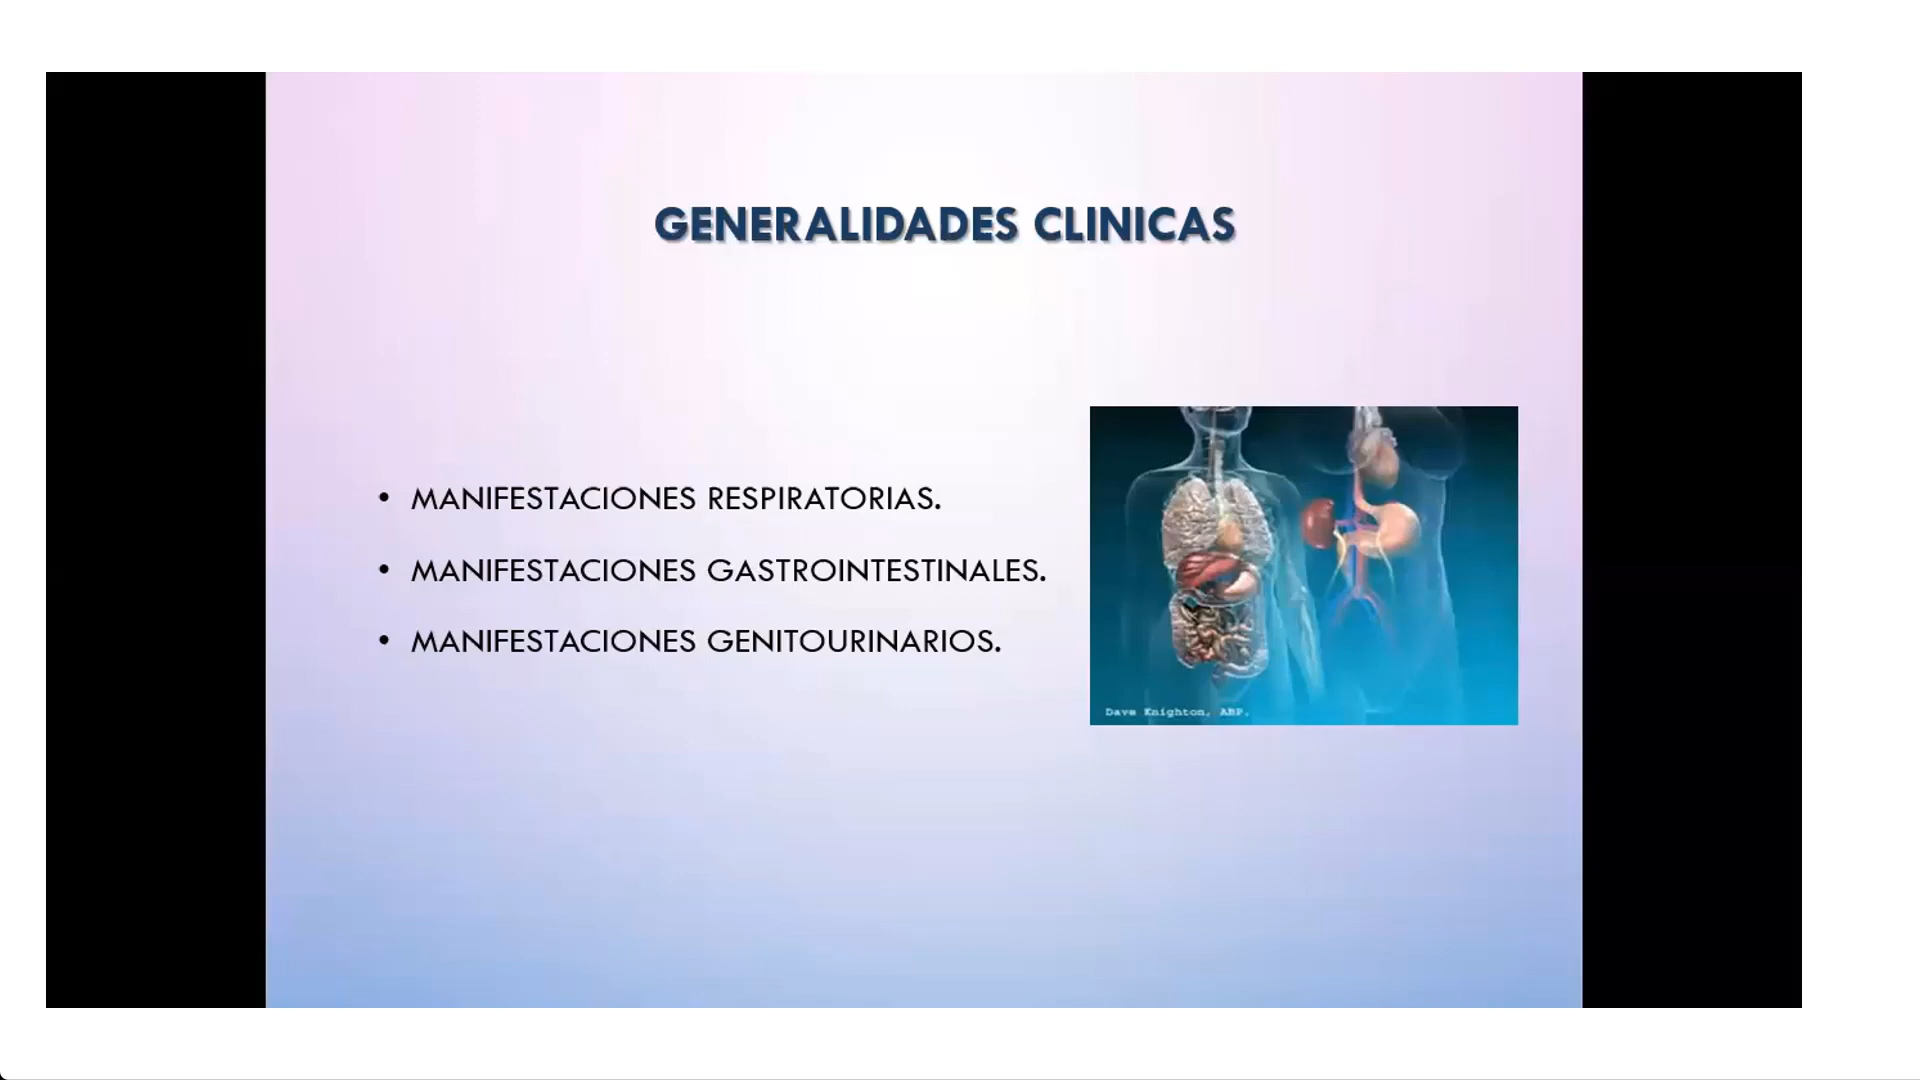 GENERALIDADES CLINICAS
• MANIFESTACIONES RESPIRATORIAS.
• MANIFESTACIONES GASTROINTESTINALES.
• MANIFESTACIONES GENITOURINARIOS.
Dave Knighton, ABP.